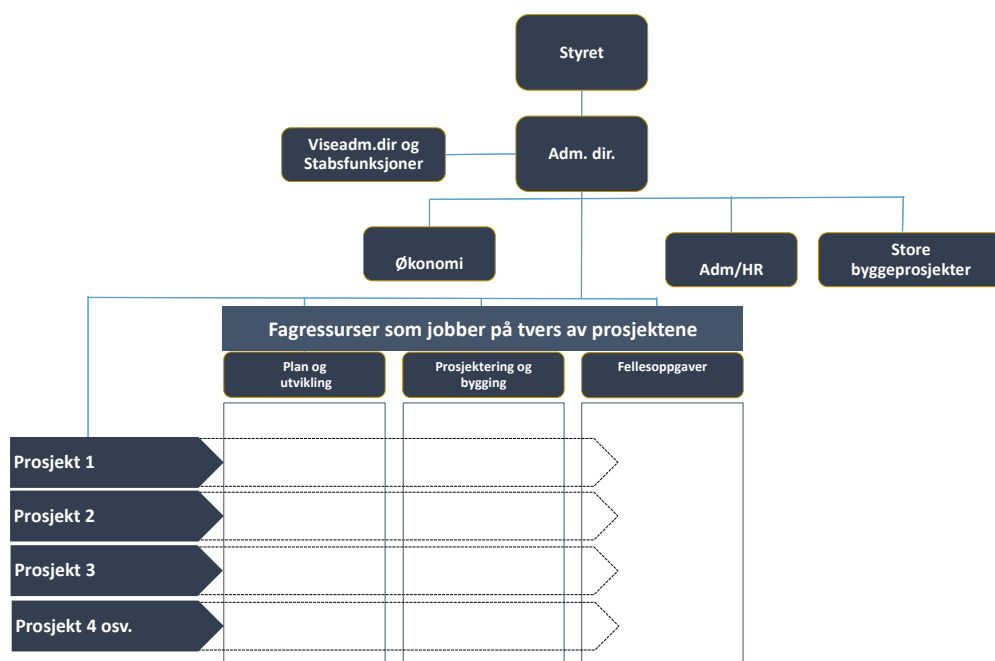 Styret
Viseadm.dir og
Stabsfunksjoner
Adm. dir.
Økonomi
Adm/HR
Store
byggeprosjekter
Fagressurser som jobber på tvers av prosjektene
Plan og
utvikling
Prosjektering og
bygging
Fellesoppgaver
Prosjekt 1
Prosjekt 2
Prosjekt 3
Prosjekt 4 osv.